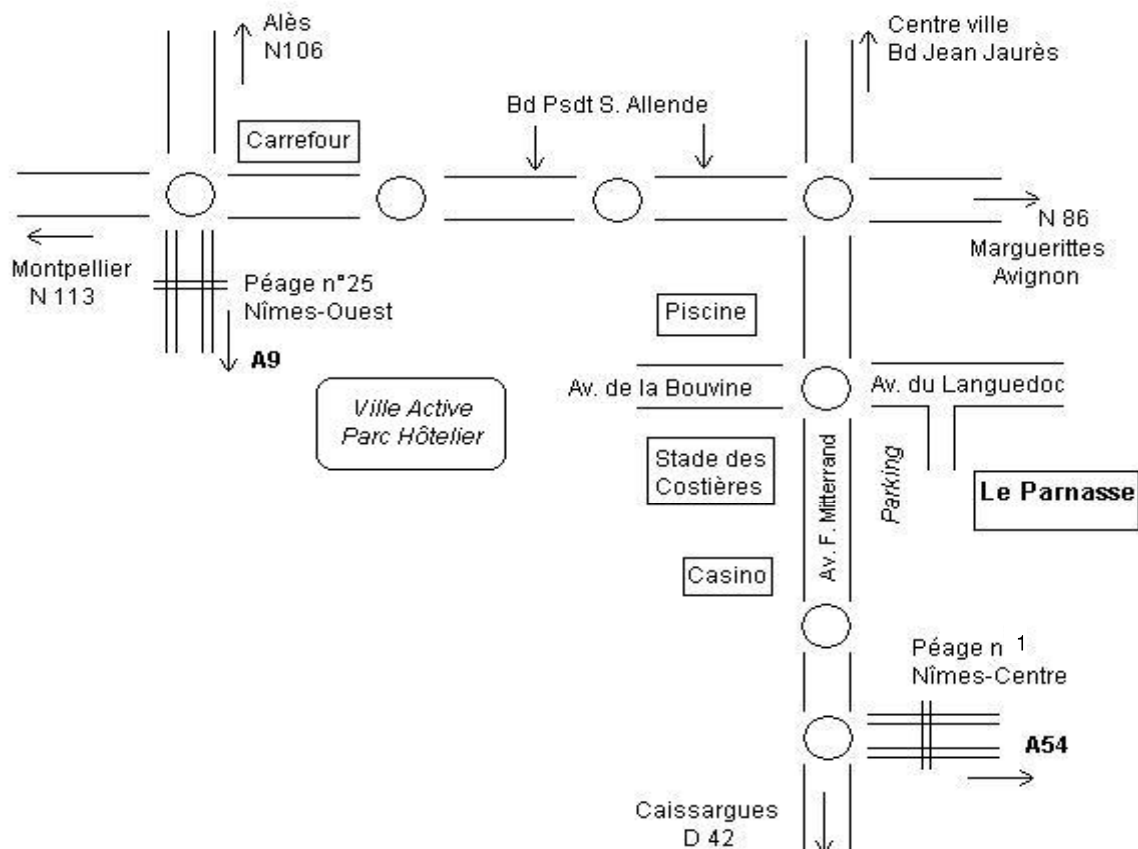 Alès
N106
Centre ville
Bd Jean Jaurès
Bd Psdt S. Allende
Carrefour
Montpellier
N 113
Péage n°25
Nîmes-Ouest
A9
N 86
Marguerittes
Avignon
Piscine
Av. de la Bouvine
Av. du Languedoc
Ville Active
Parc Hôtelier
Stade des
Costières
Av. F. Mitterrand
Parking
Le Parnasse
Casino
Péage n 1
Nîmes-Centre
A54
Caissargues
D 42